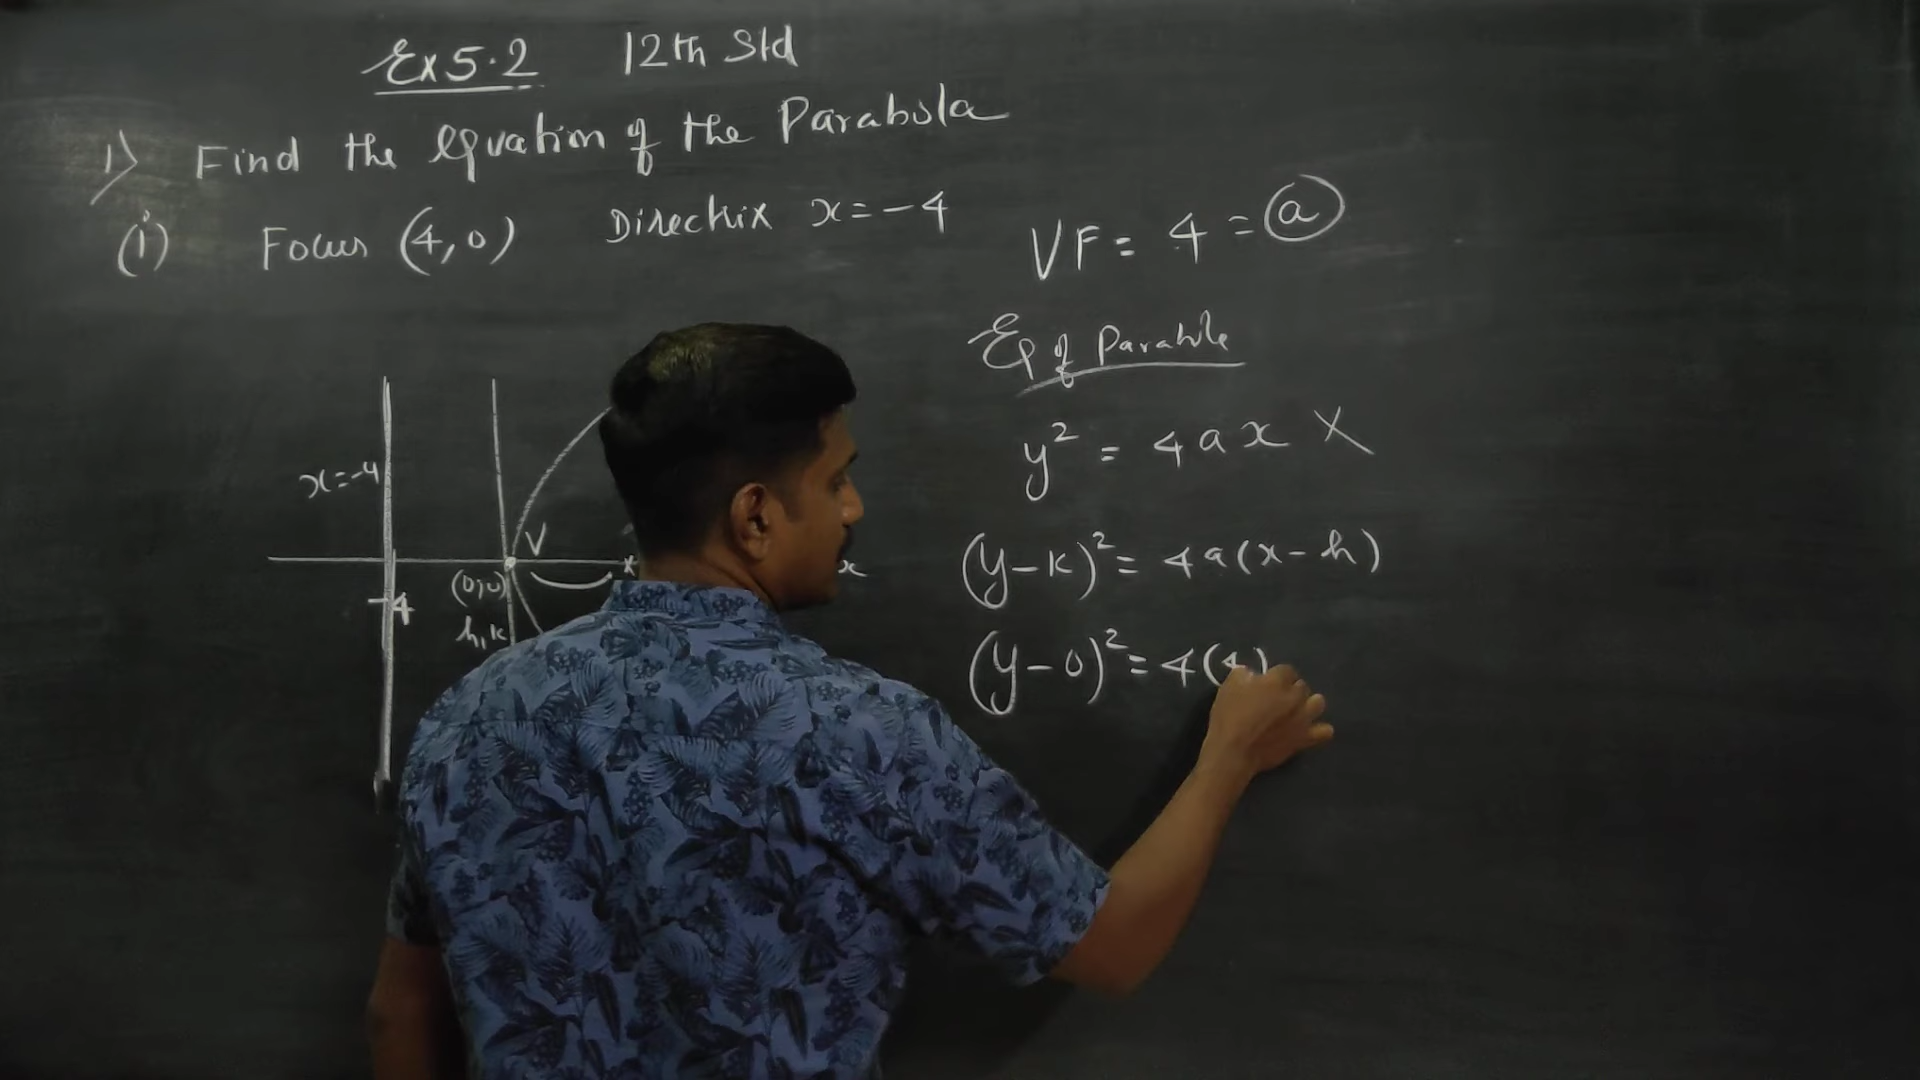 Ex 5.2 12th Std
1) Find the equation of the Parabola
(i) Focus (4,0) Directrix x=-4
x=-4
V
x
(0,0)
-4
h,k
VF = 4 = a
Eq of Parabola
y² = 4ax X
(y-k)² = 4a(x-h)
(y-0)² = 4(4)